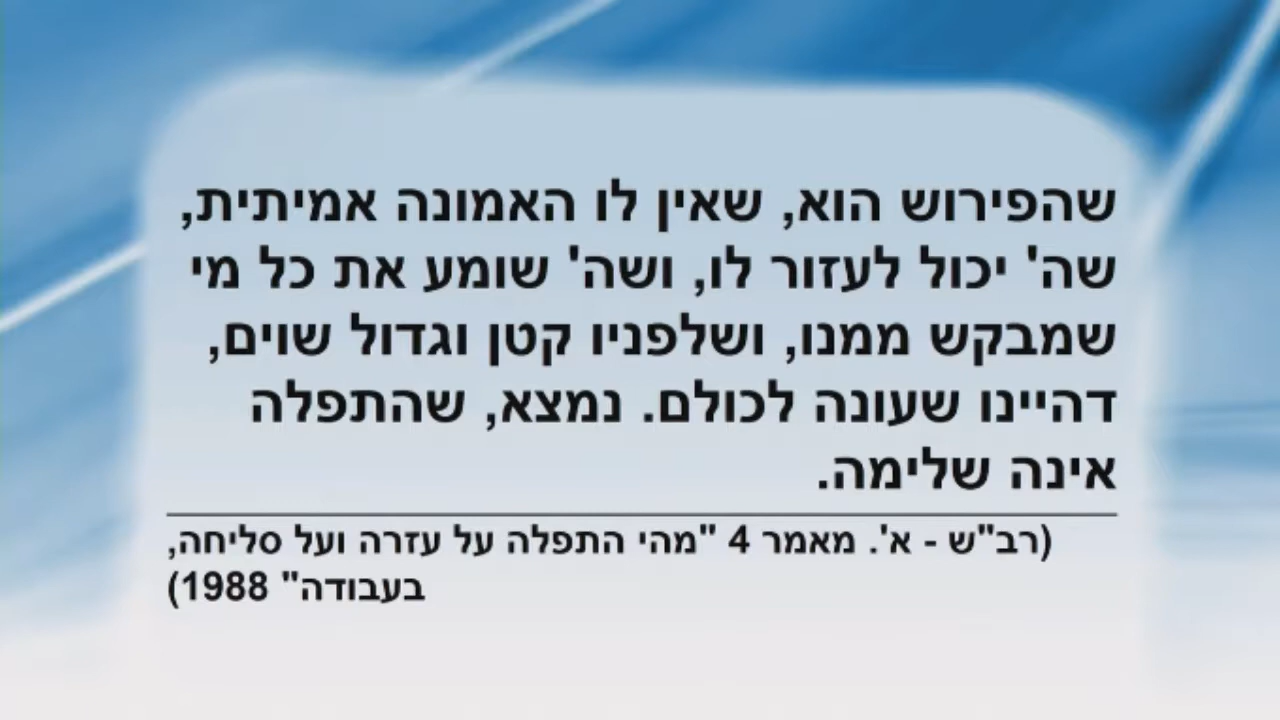 שהפירוש הוא, שאין לו האמונה אמיתית,
שה' יכול לעזור לו, ושה' שומע את כל מי
שמבקש ממנו, ושלפניו קטן וגדול שוים,
דהיינו שעונה לכולם. נמצא, שהתפלה
אינה שלימה.
(רב"ש - א'. מאמר 4 "מהי התפלה על עזרה ועל סליחה,
בעבודה" 1988)